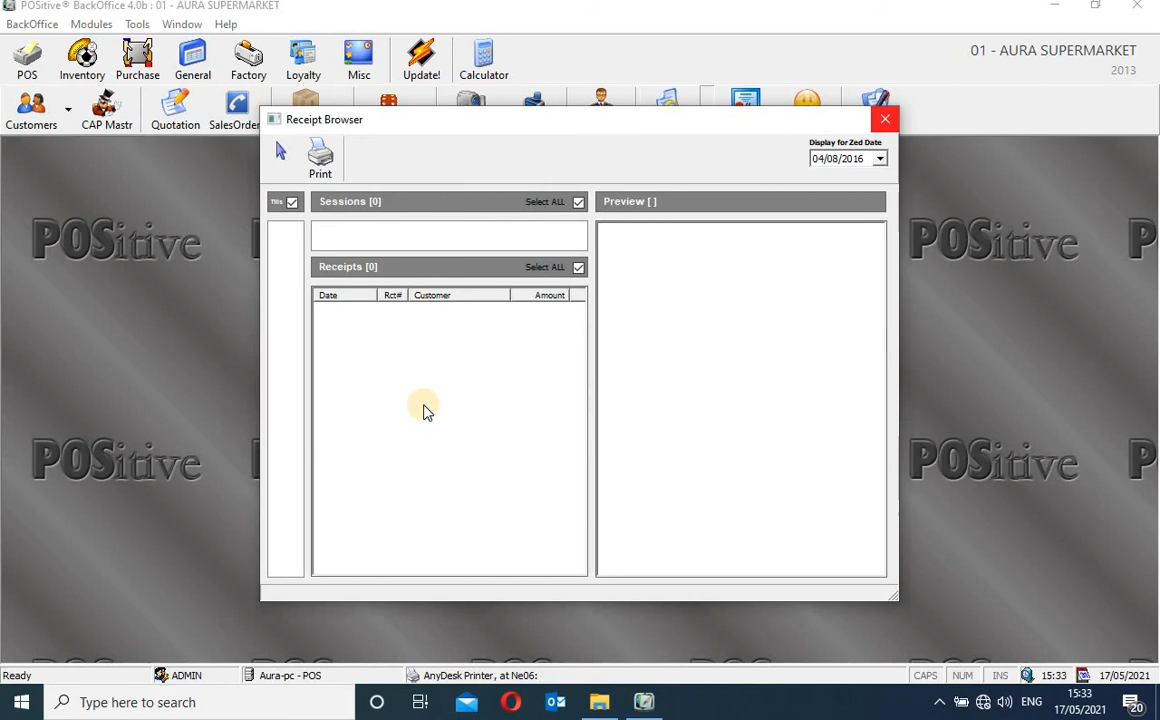 POSitive® BackOffice 4.0b : 01 - AURA SUPERMARKET
BackOffice Modules Tools Window Help
POS Inventory Purchase General Factory Loyalty Misc Update! Calculator
01 - AURA SUPERMARKET
2013
Customers CAP Mastr Quotation SalesOrder
Receipt Browser
Print
Display for Zed Date
04/08/2016
Tills
Sessions [0] Select ALL
Preview [ ]
Receipts [0] Select ALL
Date Rct# Customer Amount
POSitive POSitive P
POSitive POSitive P
Ready ADMIN Aura-pc - POS AnyDesk Printer, at Ne06: CAPS NUM INS 15:33 17/05/2021
Type here to search
ENG
15:33
17/05/2021
20